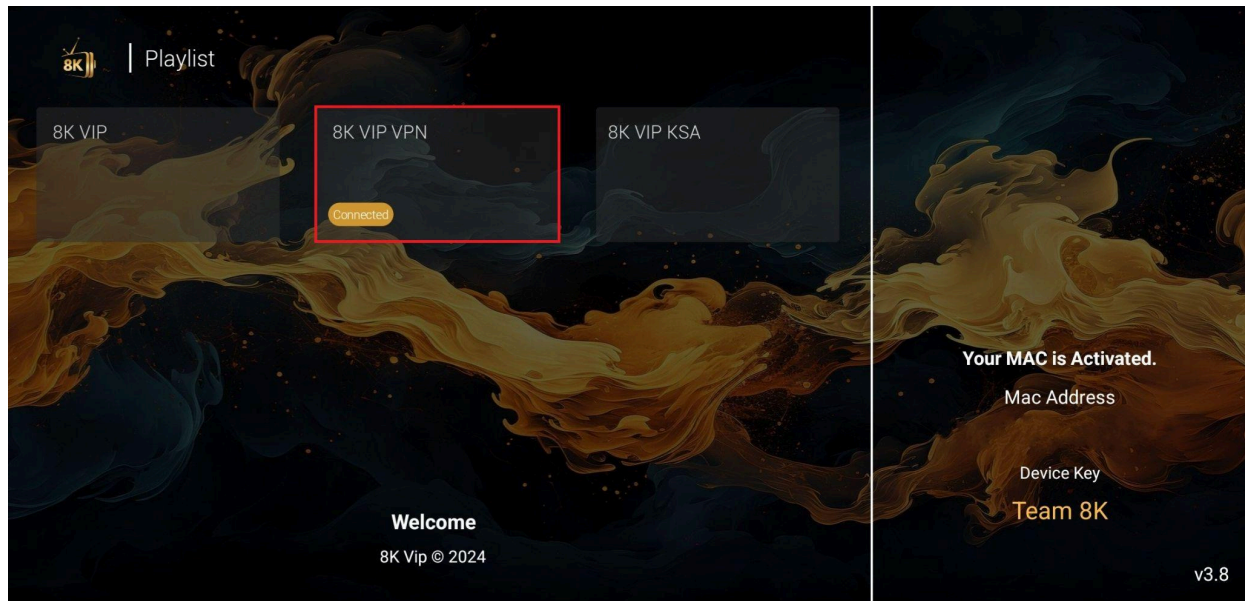 8K
Playlist
8K VIP
8K VIP VPN
8K VIP KSA
Connected
Your MAC is Activated.
Mac Address
Device Key
Team 8K
Welcome
8K Vip © 2024
v3.8